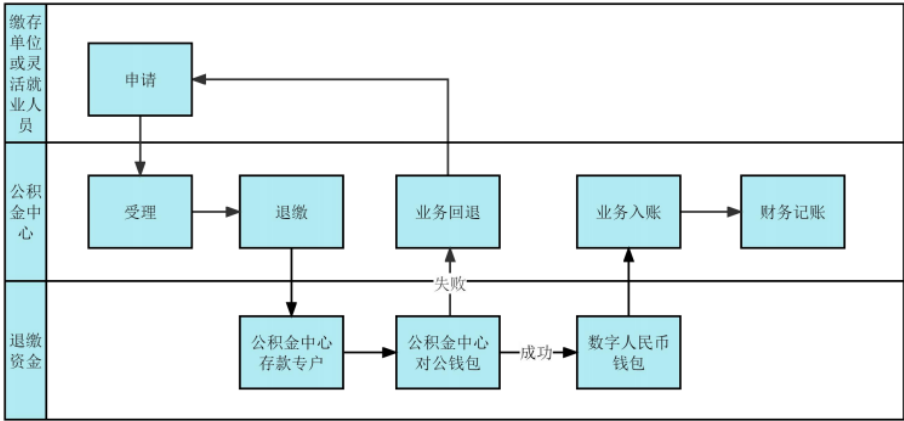 缴存
单位
或灵
活就
业人
员
申请
公积
金中
心
受理
退缴
业务回退
业务入账
财务记账
失败
退缴
资金
公积金中心
存款专户
公积金中心
对公钱包
成功
数字人民币
钱包